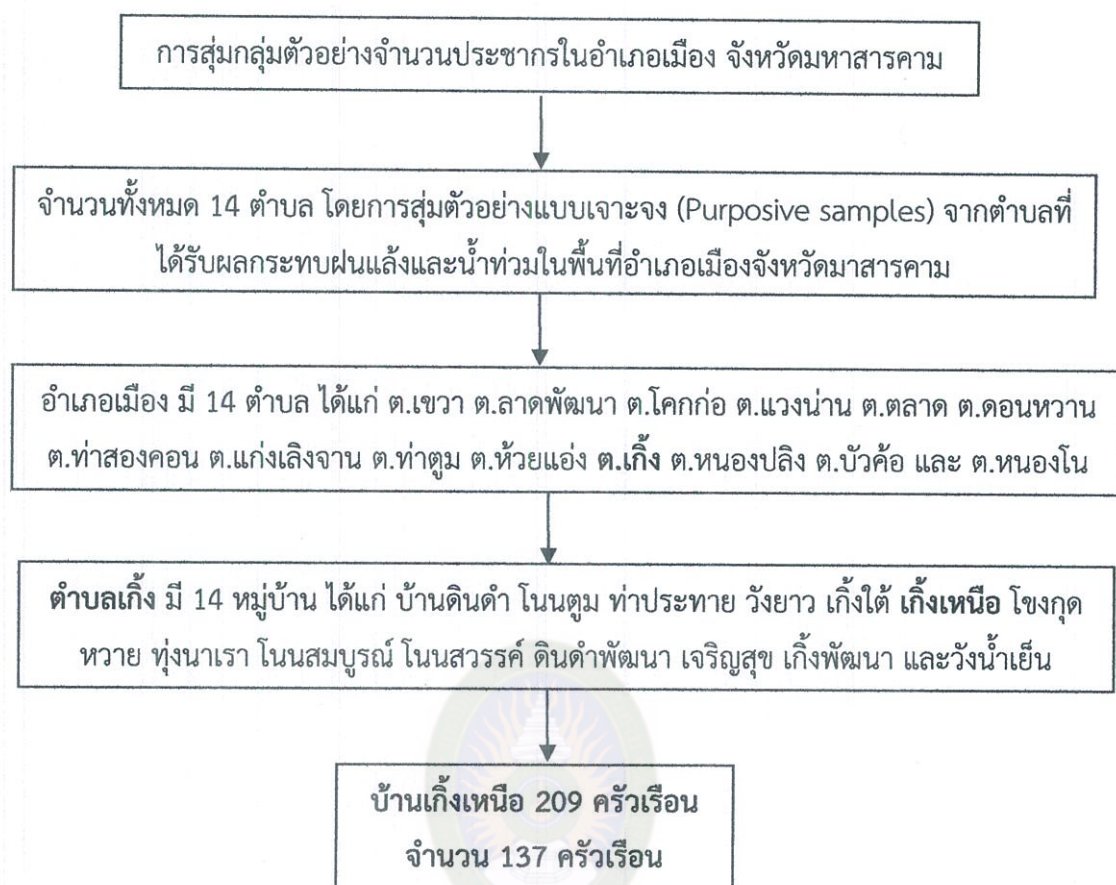 การสุ่มกลุ่มตัวอย่างจำนวนประชากรในอำเภอเมือง จังหวัดมหาสารคาม
จำนวนทั้งหมด 14 ตำบล โดยการสุ่มตัวอย่างแบบเจาะจง (Purposive samples) จากตำบลที่
ได้รับผลกระทบฝนแล้งและน้ำท่วมในพื้นที่อำเภอเมืองจังหวัดมาสารคาม
อำเภอเมือง มี 14 ตำบล ได้แก่ ต.เขวา ต.ลาดพัฒนา ต.โคกก่อ ต.แวงน่าน ต.ตลาด ต.ดอนหวาน
ต.ท่าสองคอน ต.แก่งเลิงจาน ต.ท่าตูม ต.ห้วยแอ่ง ต.เกิ้ง ต.หนองปลิง ต.บัวค้อ และ ต.หนองโน
ตำบลเกิ้ง มี 14 หมู่บ้าน ได้แก่ บ้านดินดำ โนนตูม ท่าประทาย วังยาว เกิ้งใต้ เกิ้งเหนือ โขงกุด
หวาย ทุ่งนาเรา โนนสมบูรณ์ โนนสวรรค์ ดินดำพัฒนา เจริญสุข เกิ้งพัฒนา และวังน้ำเย็น
บ้านเกิ้งเหนือ 209 ครัวเรือน
จำนวน 137 ครัวเรือน